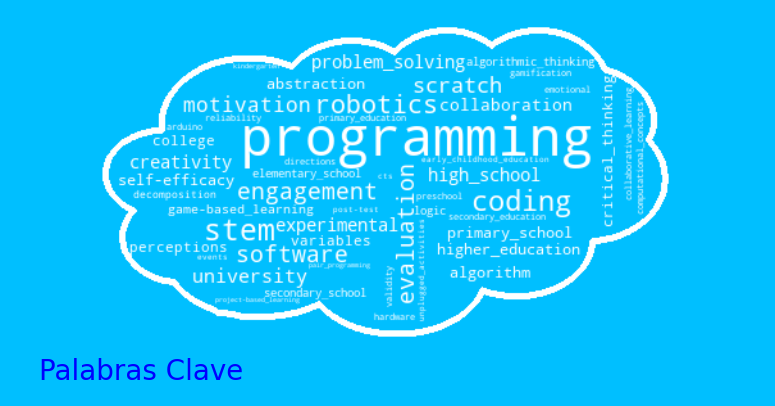 kindergarten
problem_solving
algorithmic_thinking
gamification
abstraction
scratch
emotional
motivation
robotics
collaboration
reliability
primary_education
arduino
programming
college
creativity
directions
early_childhood_education
elementary_school
cts
high_school
self-efficacy
decomposition
engagement
preschool
coding
game-based_learning
post-test
logic
secondary_education
stem
experimental
variables
primary_school
perceptions
software
higher_education
events
pair_programming
university
algorithm
secondary_school
project-based_learning
hardware
evaluation
validity
unplugged_activities
critical_thinking
collaborative_learning
computational_concepts
Palabras Clave